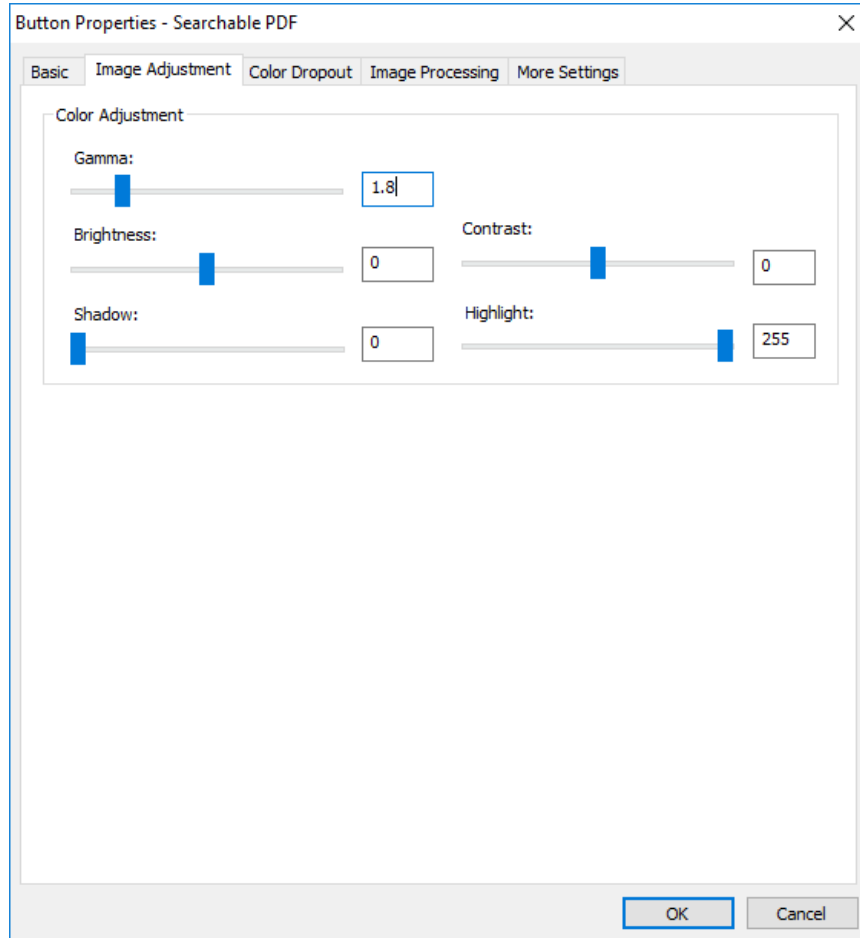 Button Properties - Searchable PDF
Basic Image Adjustment Color Dropout Image Processing More Settings
Color Adjustment
Gamma:
1.8
Brightness:
0
Contrast:
0
Shadow:
0
Highlight:
255
OK Cancel